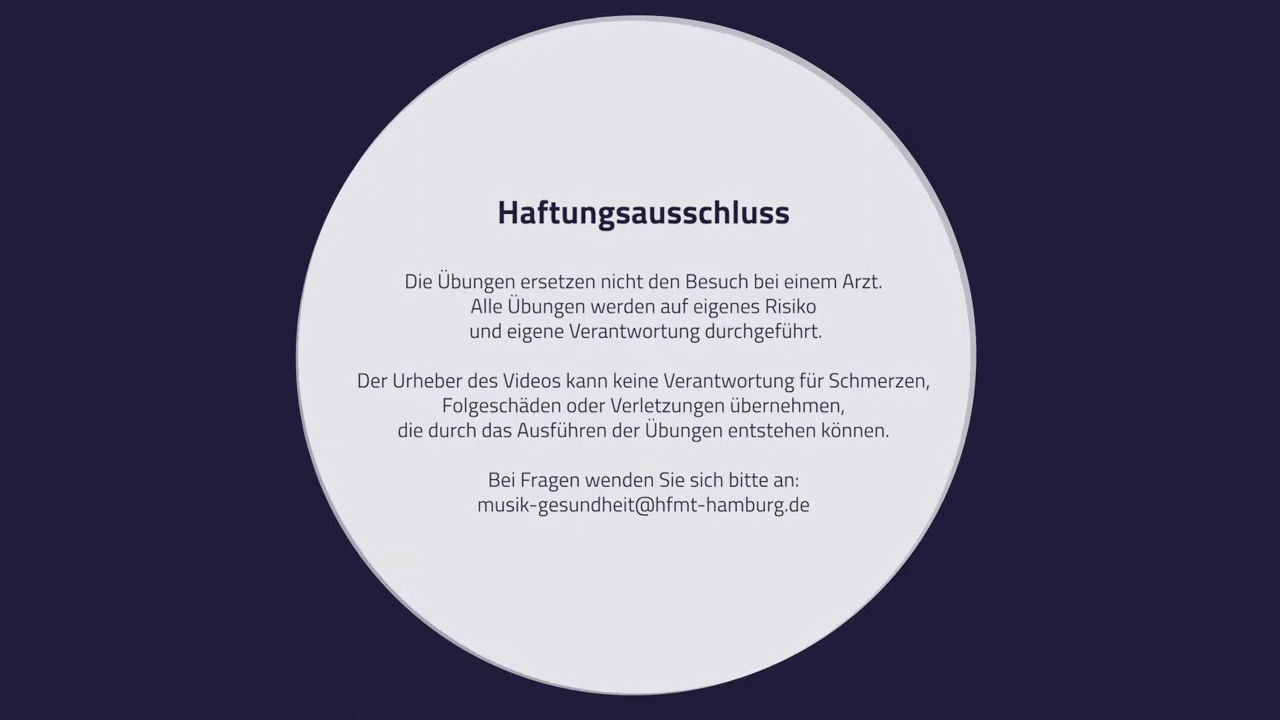 Haftungsausschluss
Die Übungen ersetzen nicht den Besuch bei einem Arzt.
Alle Übungen werden auf eigenes Risiko
und eigene Verantwortung durchgeführt.
Der Urheber des Videos kann keine Verantwortung für Schmerzen,
Folgeschäden oder Verletzungen übernehmen,
die durch das Ausführen der Übungen entstehen können.
Bei Fragen wenden Sie sich bitte an:
musik-gesundheit@hfmt-hamburg.de